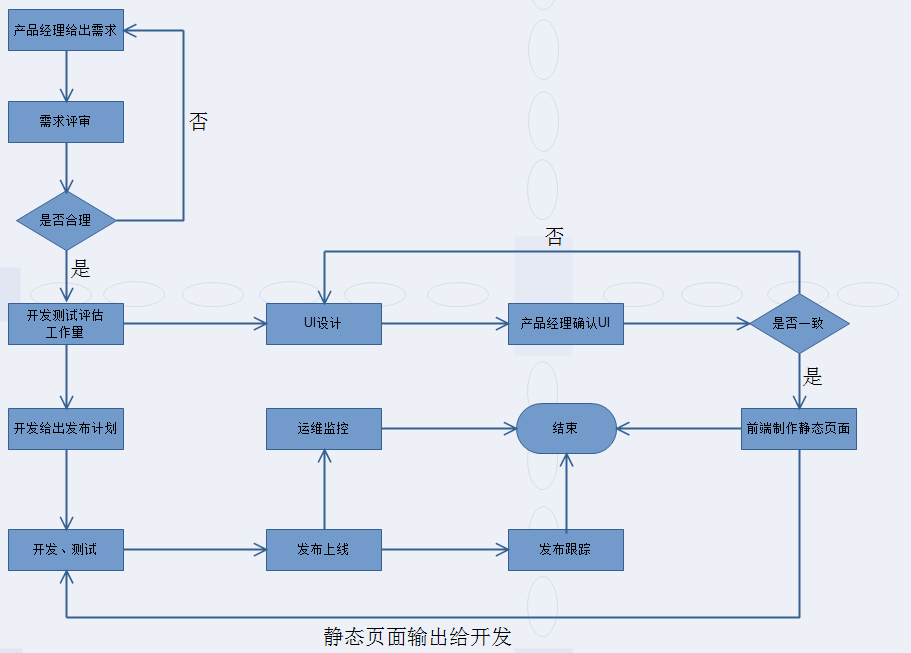 产品经理给出需求
否
需求评审
是否合理
是
否
开发测试评估
工作量
UI设计
产品经理确认UI
是否一致
是
开发给出发布计划
运维监控
结束
前端制作静态页面
开发、测试
发布上线
发布跟踪
静态页面输出给开发